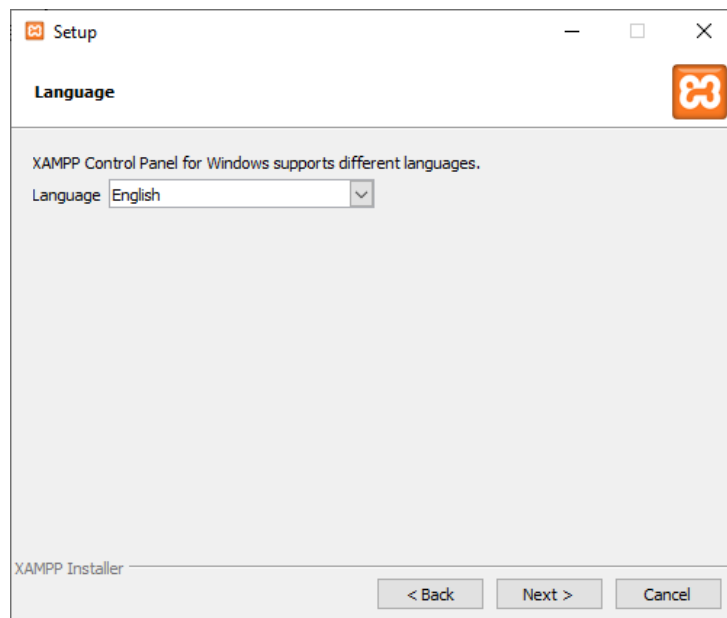 Setup
Language
XAMPP Control Panel for Windows supports different languages.
Language English
XAMPP Installer
< Back Next > Cancel